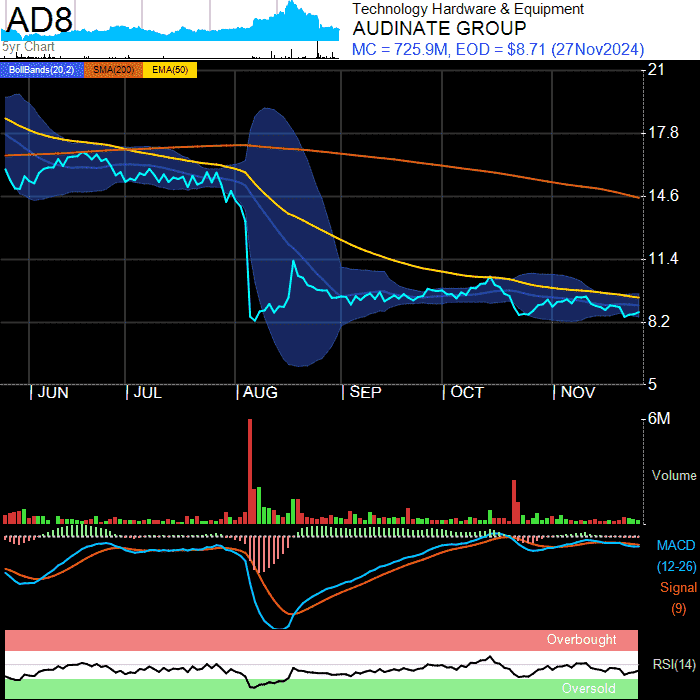 AD8
5yr Chart
Technology Hardware & Equipment
AUDINATE GROUP
MC = 725.9M, EOD = $8.71 (27Nov2024)
BollBands(20,2) SMA(200) EMA(50)
21
17.8
14.6
11.4
8.2
5
JUN JUL AUG SEP OCT NOV
6M
Volume
MACD
(12-26)
Signal
(9)
Overbought
RSI(14)
Oversold